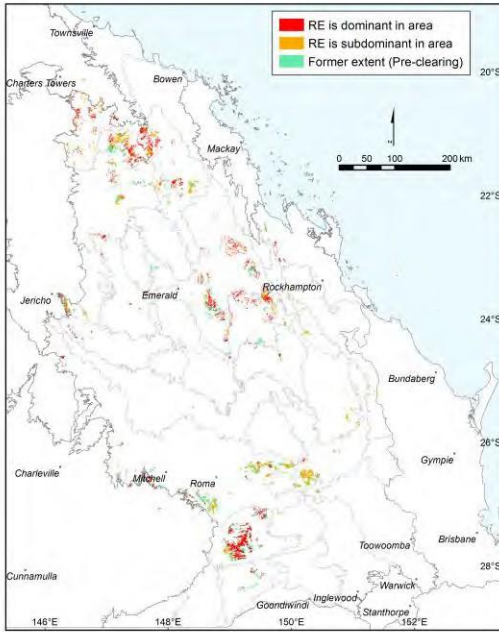 RE is dominant in area
RE is subdominant in area
Former extent (Pre-clearing)
Townsville
Charters Towers
Bowen
20°S
Mackay
0 50 100 200 km
22°S
Jericho
Emerald
Rockhampton
24°S
Bundaberg
26°S
Charleville
Mitchell
Roma
Gympie
Toowoomba
Brisbane
Cunnamulla
Warwick
28°S
Goondiwindi
Inglewood
Stanthorpe
146°E
148°E
150°E
152°E